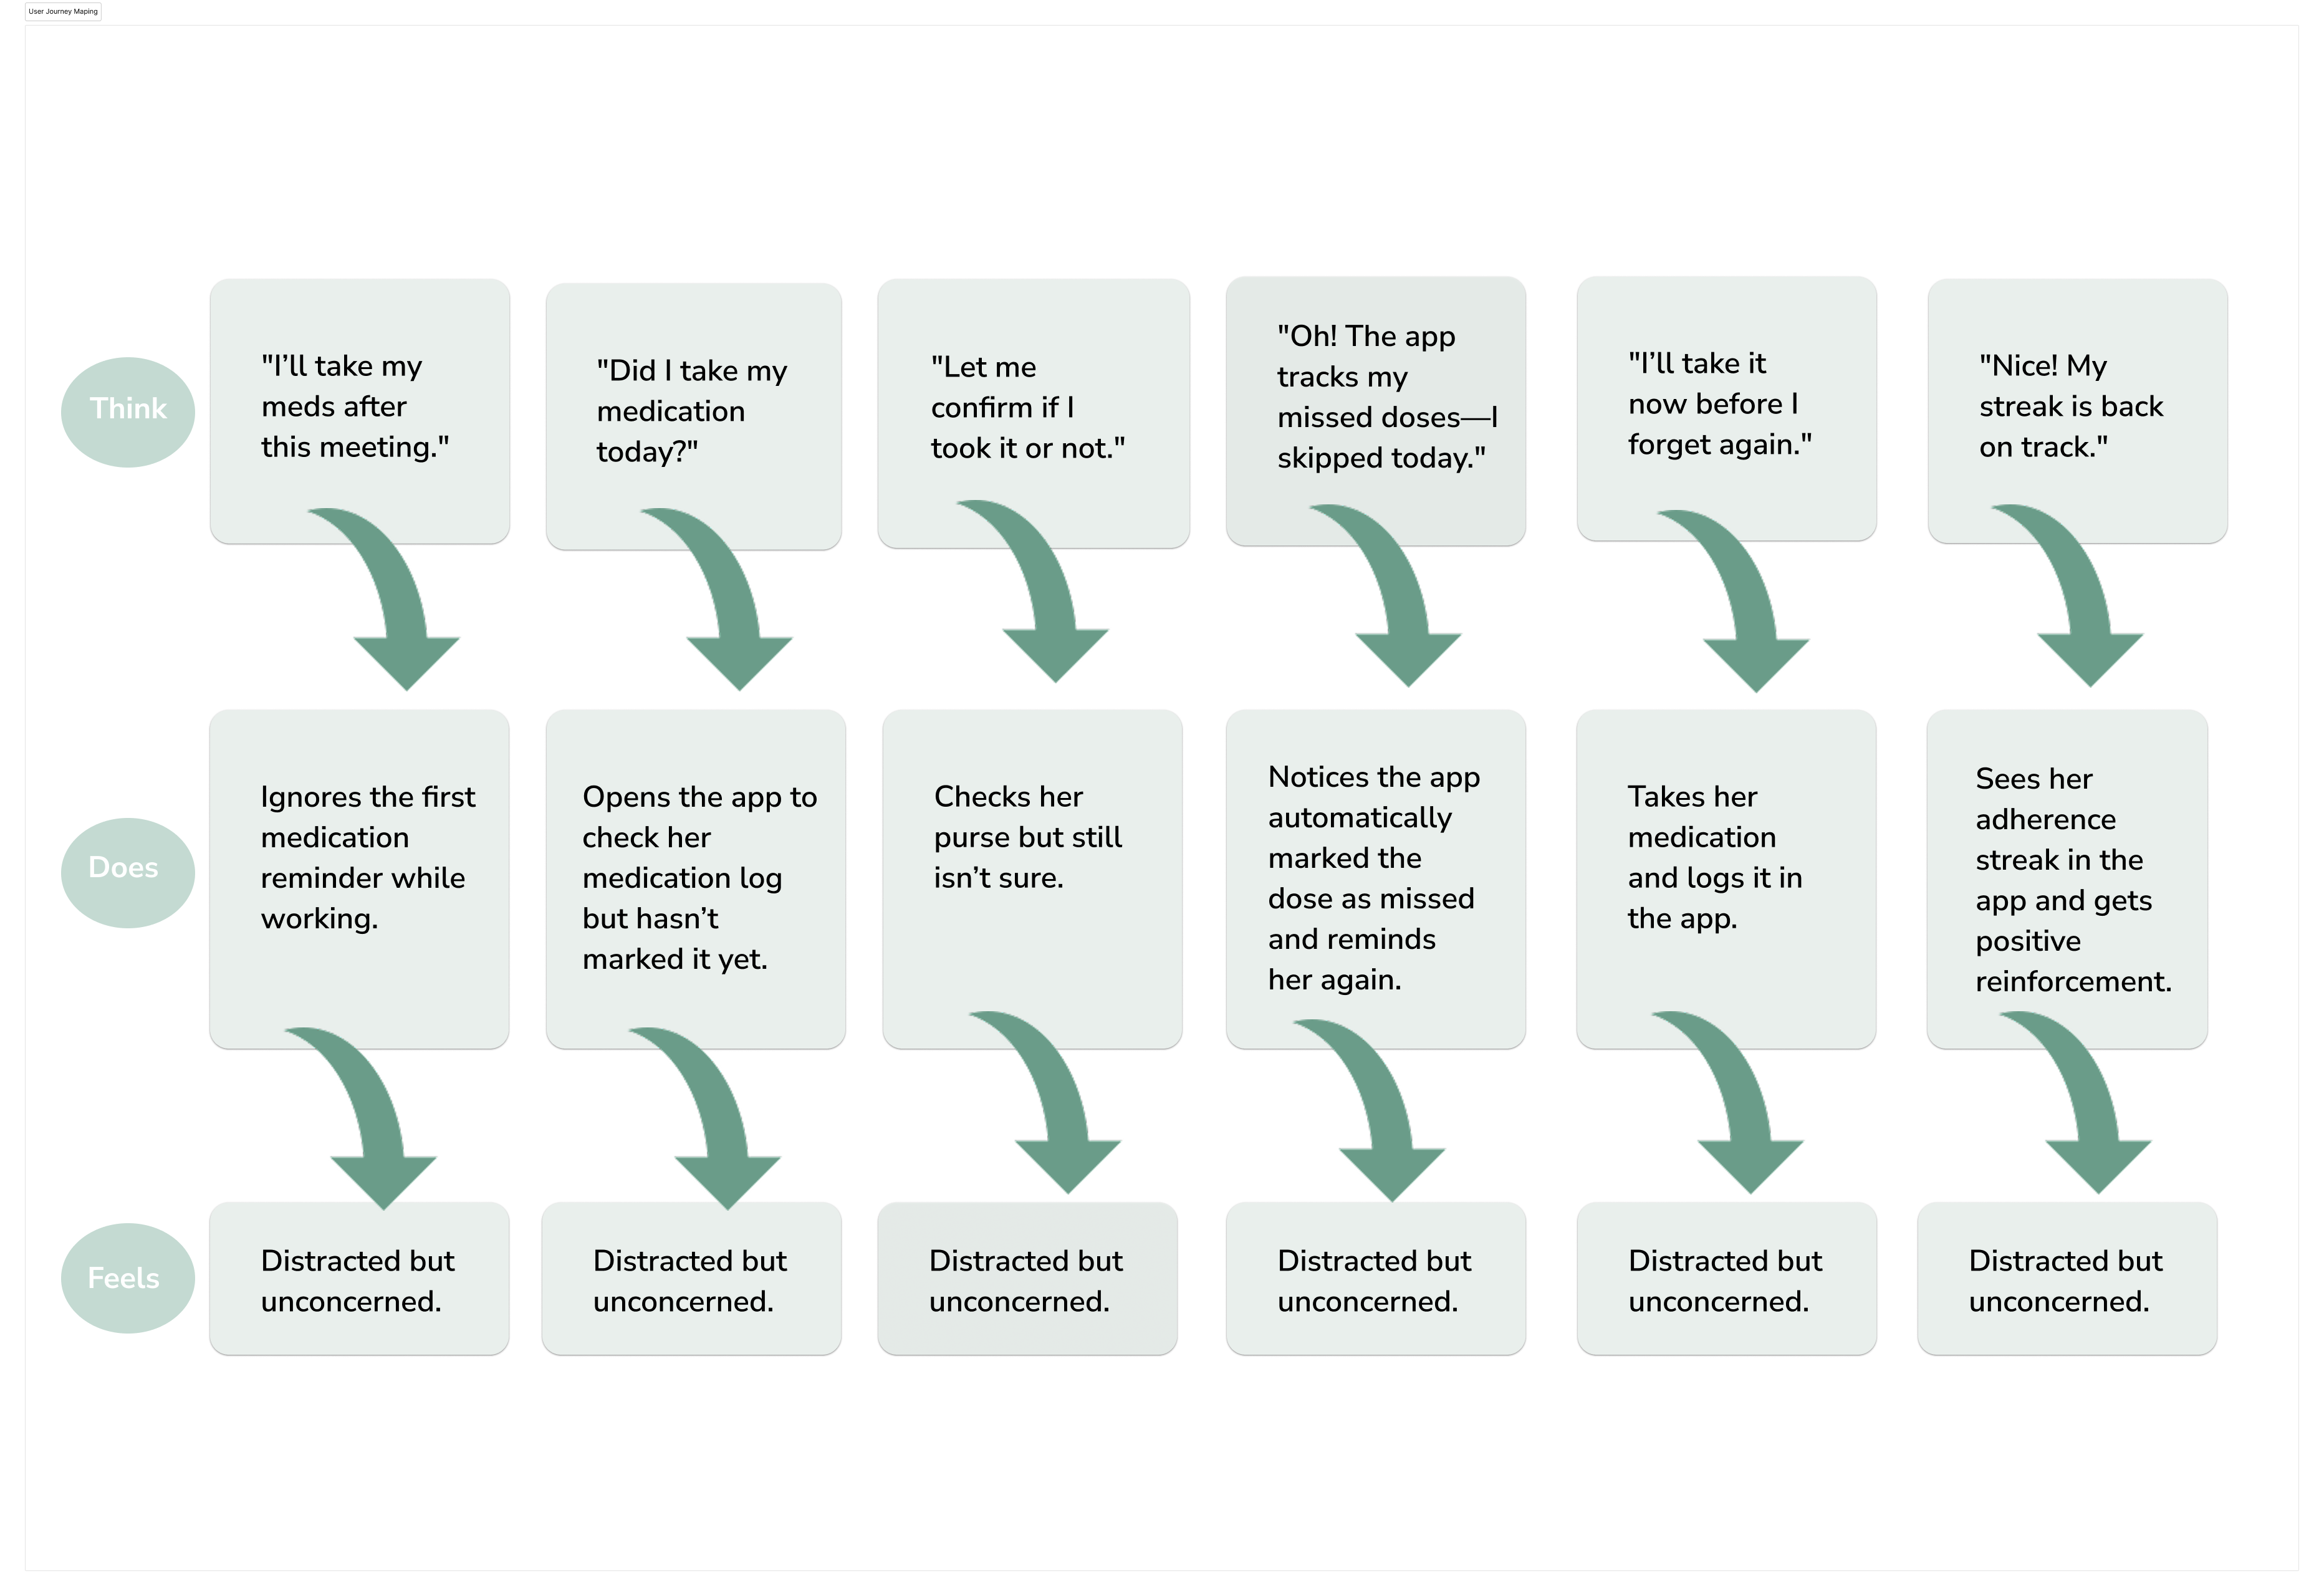 User Journey Maping
Think
"I’ll take my
meds after
this meeting."
"Did I take my
medication
today?"
"Let me
confirm if I
took it or not."
"Oh! The app
tracks my
missed doses—I
skipped today."
"I’ll take it
now before I
forget again."
"Nice! My
streak is back
on track."
Does
Ignores the first
medication
reminder while
working.
Opens the app to
check her
medication log
but hasn’t
marked it yet.
Checks her
purse but still
isn’t sure.
Notices the app
automatically
marked the
dose as missed
and reminds
her again.
Takes her
medication
and logs it in
the app.
Sees her
adherence
streak in the
app and gets
positive
reinforcement.
Feels
Distracted but
unconcerned.
Distracted but
unconcerned.
Distracted but
unconcerned.
Distracted but
unconcerned.
Distracted but
unconcerned.
Distracted but
unconcerned.